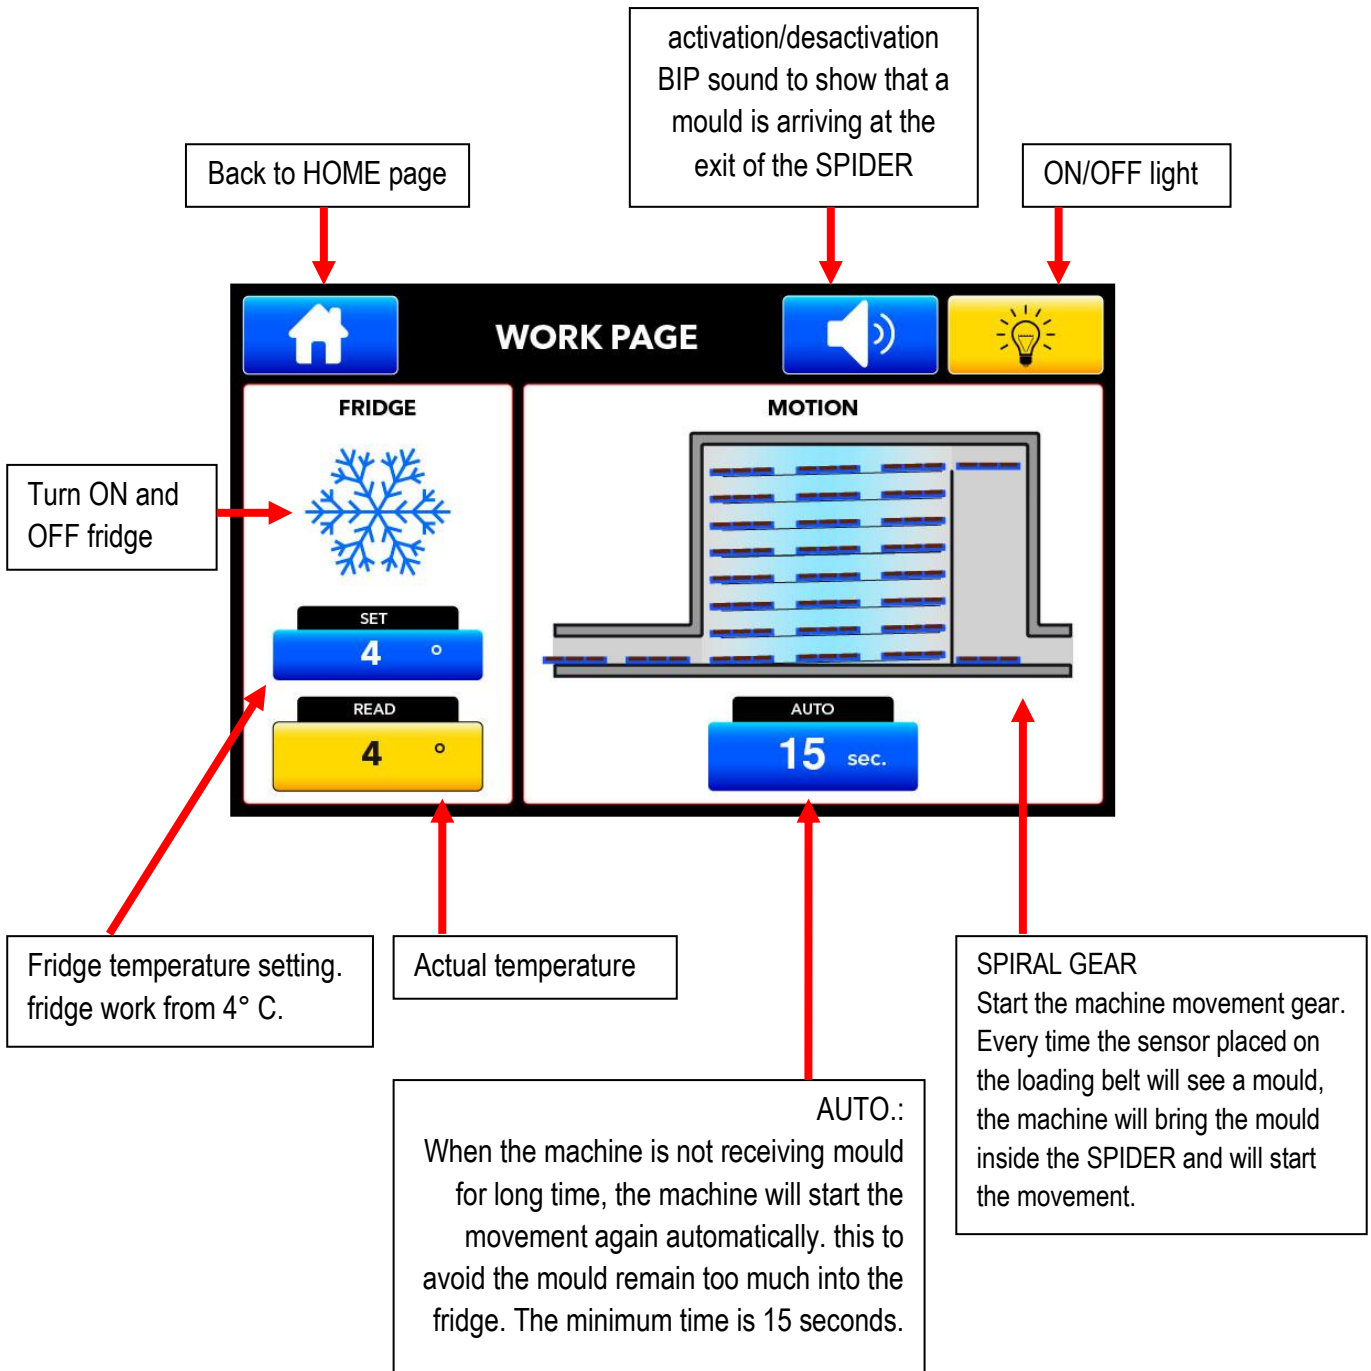 activation/desactivation
BIP sound to show that a
mould is arriving at the
exit of the SPIDER
Back to HOME page
ON/OFF light
WORK PAGE
FRIDGE
MOTION
Turn ON and
OFF fridge
SET
4 °
READ
4 °
AUTO
15 sec.
Fridge temperature setting.
fridge work from 4° C.
Actual temperature
SPIRAL GEAR
Start the machine movement gear.
Every time the sensor placed on
the loading belt will see a mould,
the machine will bring the mould
inside the SPIDER and will start
the movement.
AUTO.:
When the machine is not receiving mould
for long time, the machine will start the
movement again automatically. this to
avoid the mould remain too much into the
fridge. The minimum time is 15 seconds.